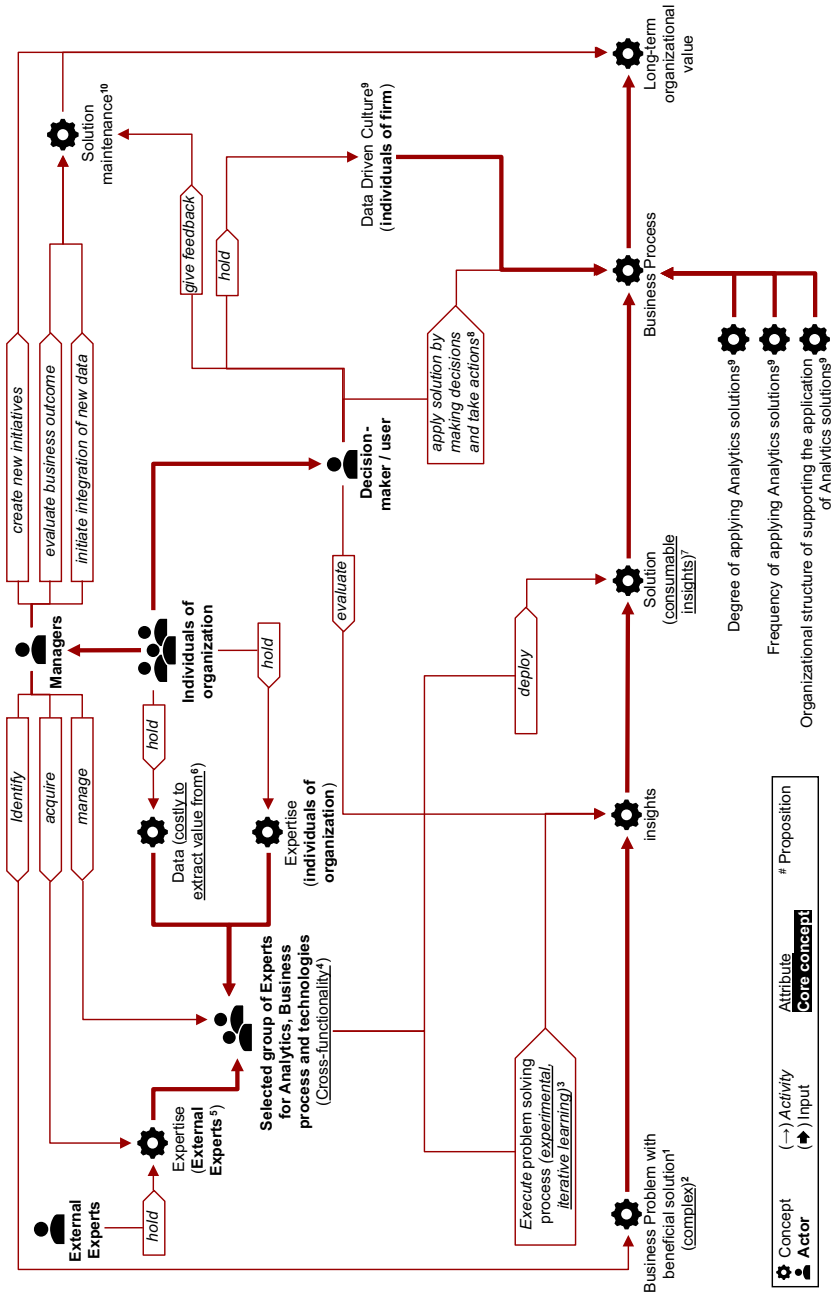 Identify
acquire
manage
Managers
create new initiatives
evaluate business outcome
initiate integration of new data
Solution
maintenance¹⁰
External
Experts
hold
Expertise
(External
Experts ⁵)
Data (costly to
extract value from⁶)
hold
Individuals of
organization
hold
Expertise
(individuals of
organization)
Selected group of Experts
for Analytics, Business
process and technologies
(Cross-functionality⁴)
Decision-
maker / user
give feedback
hold
Data Driven Culture⁹
(individuals of firm)
evaluate
apply solution by
making decisions
and take actions⁸
deploy
Execute problem solving
process (experimental,
iterative learning)³
Business Problem with
beneficial solution¹
(complex)²
insights
Solution
(consumable
insights)⁷
Business Process
Long-term
organizational
value
Degree of applying Analytics solutions⁹
Frequency of applying Analytics solutions⁹
Organizational structure of supporting the application
of Analytics solutions⁹
Concept (→) Activity Attribute # Proposition
Actor (➡) Input Core concept